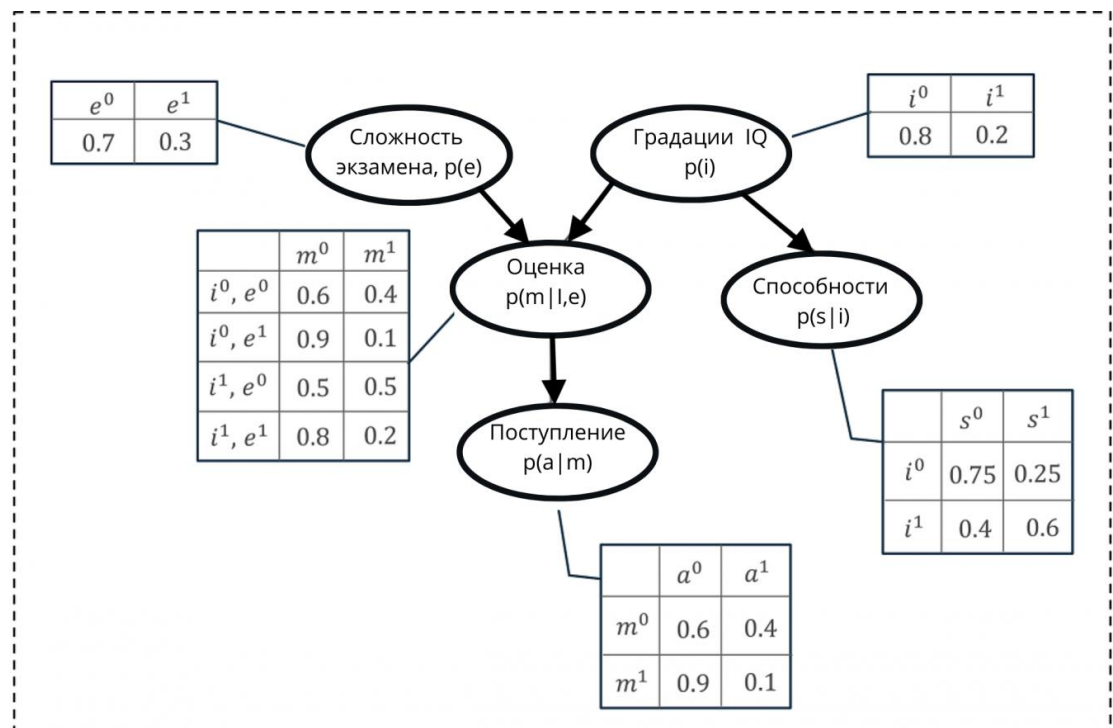 e⁰ e¹
0.7 0.3
Сложность
экзамена, p(e)
Градации IQ
p(i)
i⁰ i¹
0.8 0.2
m⁰ m¹
i⁰, e⁰ 0.6 0.4
i⁰, e¹ 0.9 0.1
i¹, e⁰ 0.5 0.5
i¹, e¹ 0.8 0.2
Оценка
p(m|I,e)
Способности
p(s|i)
Поступление
p(a|m)
s⁰ s¹
i⁰ 0.75 0.25
i¹ 0.4 0.6
a⁰ a¹
m⁰ 0.6 0.4
m¹ 0.9 0.1